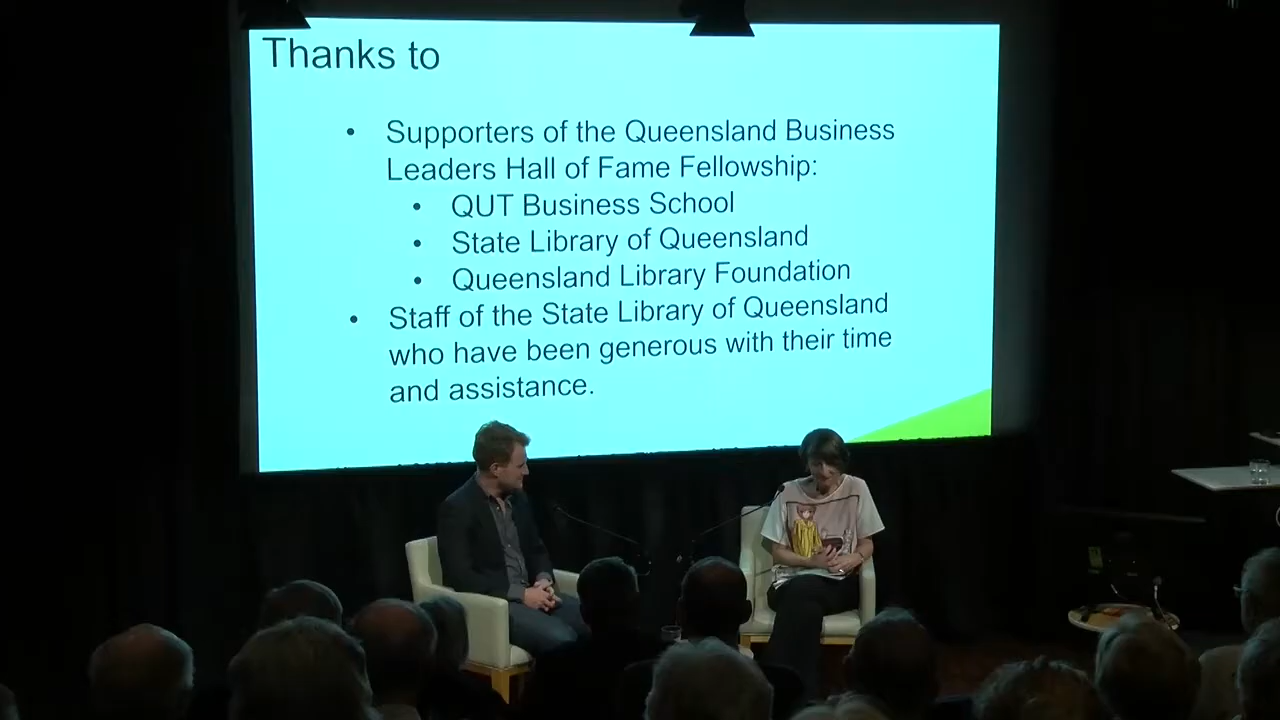 Thanks to
• Supporters of the Queensland Business
Leaders Hall of Fame Fellowship:
• QUT Business School
• State Library of Queensland
• Queensland Library Foundation
• Staff of the State Library of Queensland
who have been generous with their time
and assistance.